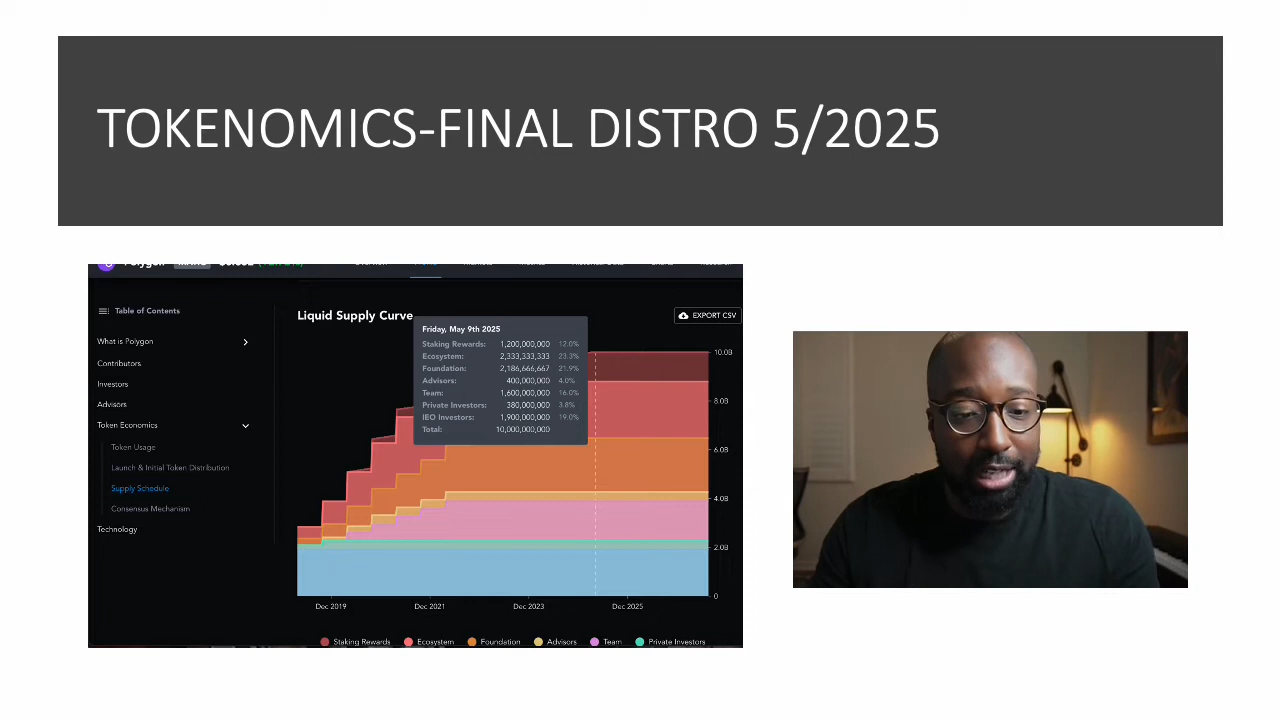 TOKENOMICS-FINAL DISTRO 5/2025
Table of Contents
What is Polygon
Contributors
Investors
Advisors
Token Economics
Token Usage
Launch & Initial Token Distribution
Supply Schedule
Consensus Mechanism
Technology
Liquid Supply Curve
EXPORT CSV
Friday, May 9th 2025
Staking Rewards: 1,200,000,000 12.0%
Ecosystem: 2,333,333,333 23.3%
Foundation: 2,186,666,667 21.9%
Advisors: 400,000,000 4.0%
Team: 1,600,000,000 16.0%
Private Investors: 380,000,000 3.8%
IEO Investors: 1,900,000,000 19.0%
Total: 10,000,000,000
10.0B
8.0B
6.0B
4.0B
2.0B
0
Dec 2019 Dec 2021 Dec 2023 Dec 2025
Staking Rewards Ecosystem Foundation Advisors Team Private Investors